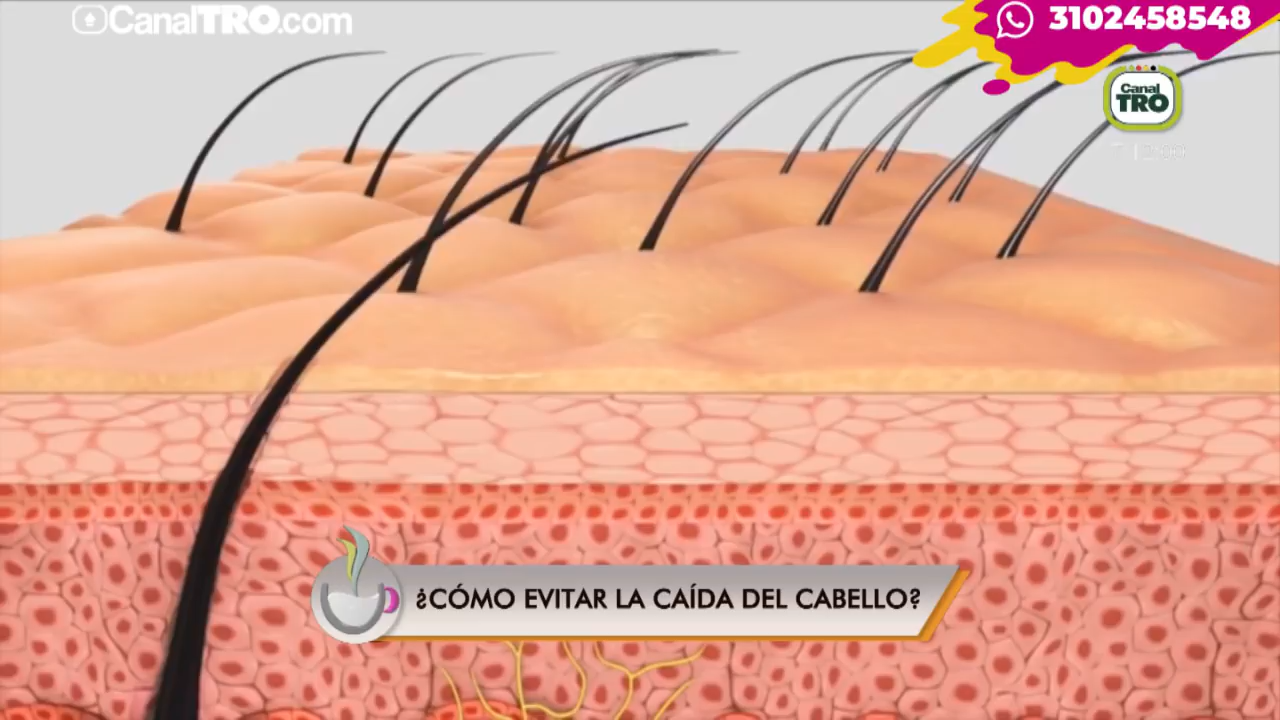 CanalTRO.com
3102458548
Canal
TRO
¿CÓMO EVITAR LA CAÍDA DEL CABELLO?